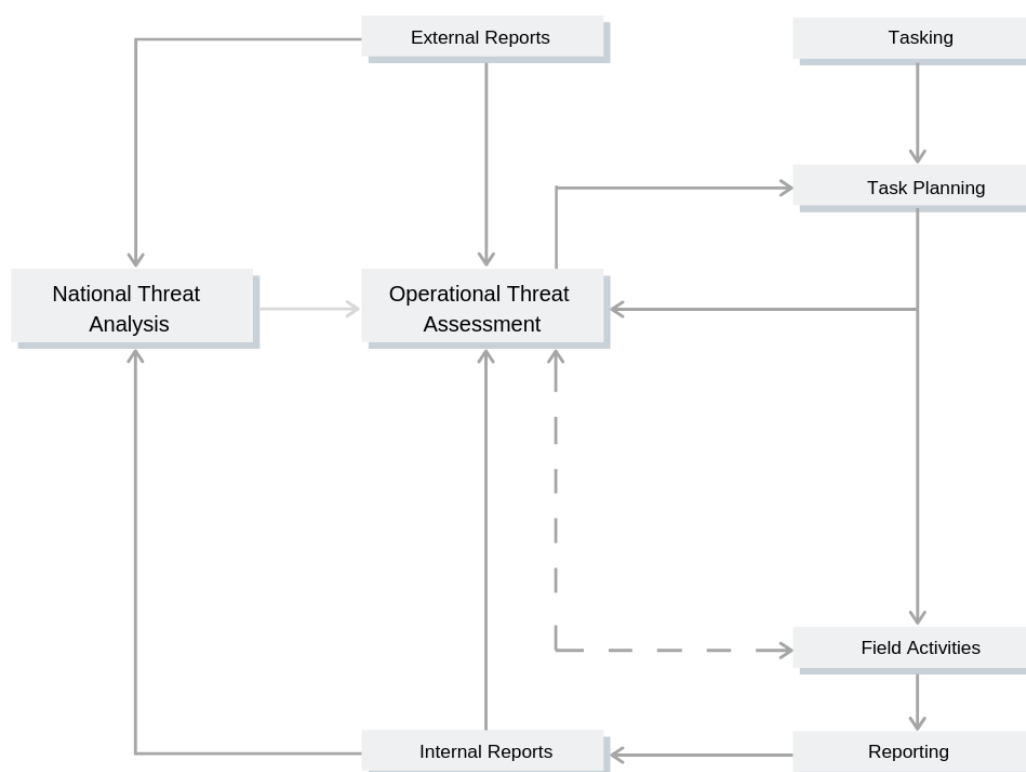 External Reports
Tasking
Task Planning
National Threat
Analysis
Operational Threat
Assessment
Field Activities
Internal Reports
Reporting